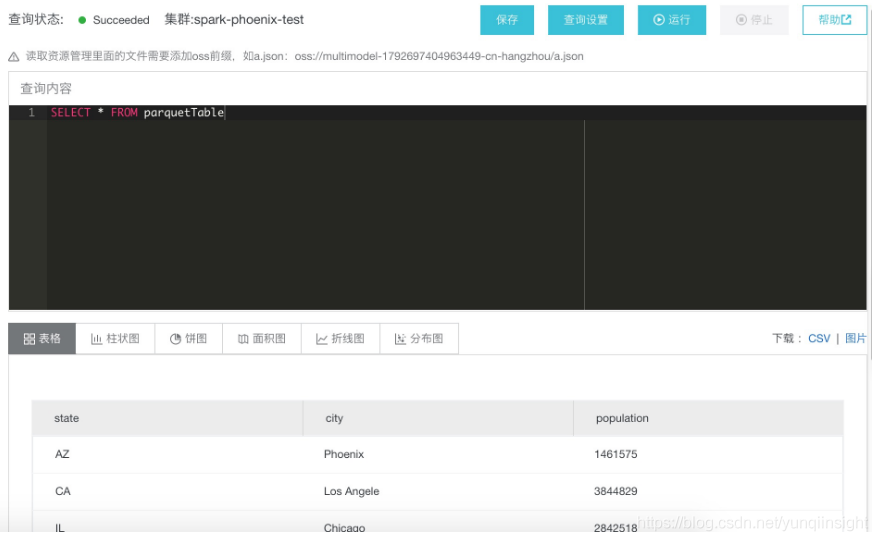 查询状态: Succeeded 集群:spark-phoenix-test 保存 查询设置 运行 停止 帮助
读取资源管理里面的文件需要添加oss前缀，如a.json：oss://multimodel-1792697404963449-cn-hangzhou/a.json
查询内容
1 SELECT * FROM parquetTable
表格 柱状图 饼图 面积图 折线图 分布图 下载： CSV | 图片
state city population
AZ Phoenix 1461575
CA Los Angele 3844829
IL Chicago 2842518
https://blog.csdn.net/yunqiinsight